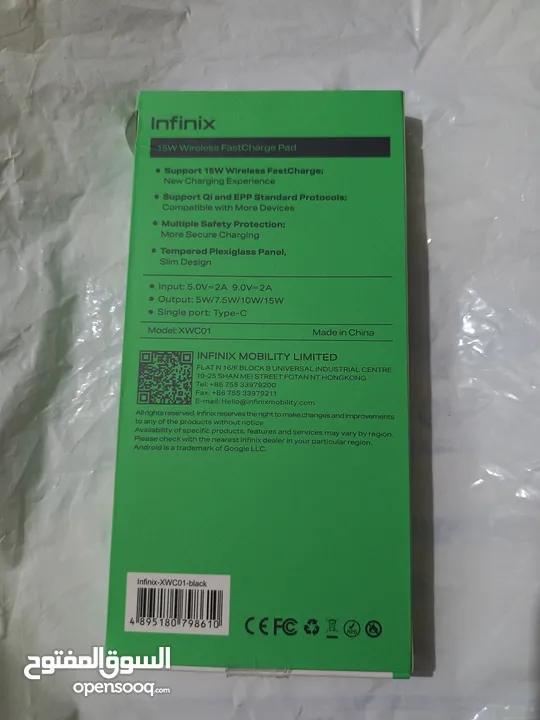 Infinix
15W Wireless FastCharge Pad
• Support 15W Wireless FastCharge;
New Charging Experience
• Support Qi and EPP Standard Protocols;
Compatible with More Devices
• Multiple Safety Protection;
More Secure Charging
• Tempered Plexiglass Panel,
Slim Design
• Input: 5.0V=2A 9.0V=2A
• Output: 5W/7.5W/10W/15W
• Single port: Type-C
Model: XWC01 Made in China
INFINIX MOBILITY LIMITED
FLAT N 16/F BLOCK B UNIVERSAL INDUSTRIAL CENTRE
19-25 SHAN MEI STREET FOTAN NT HONGKONG
Tel: +86 755 33979200
Fax: +86 755 33979211
E-mail: Hello@infinixmobility.com
All rights reserved. Infinix reserves the right to make changes and improvements
to any of the products without notice
Availability of specific products, features and services may vary by region.
Please check with the nearest Infinix dealer in your particular region.
Android is a trademark of Google LLC.
Infinix-XWC01-black
4 895180 798610
CE FC
السوق المفتوح
opensooq.com